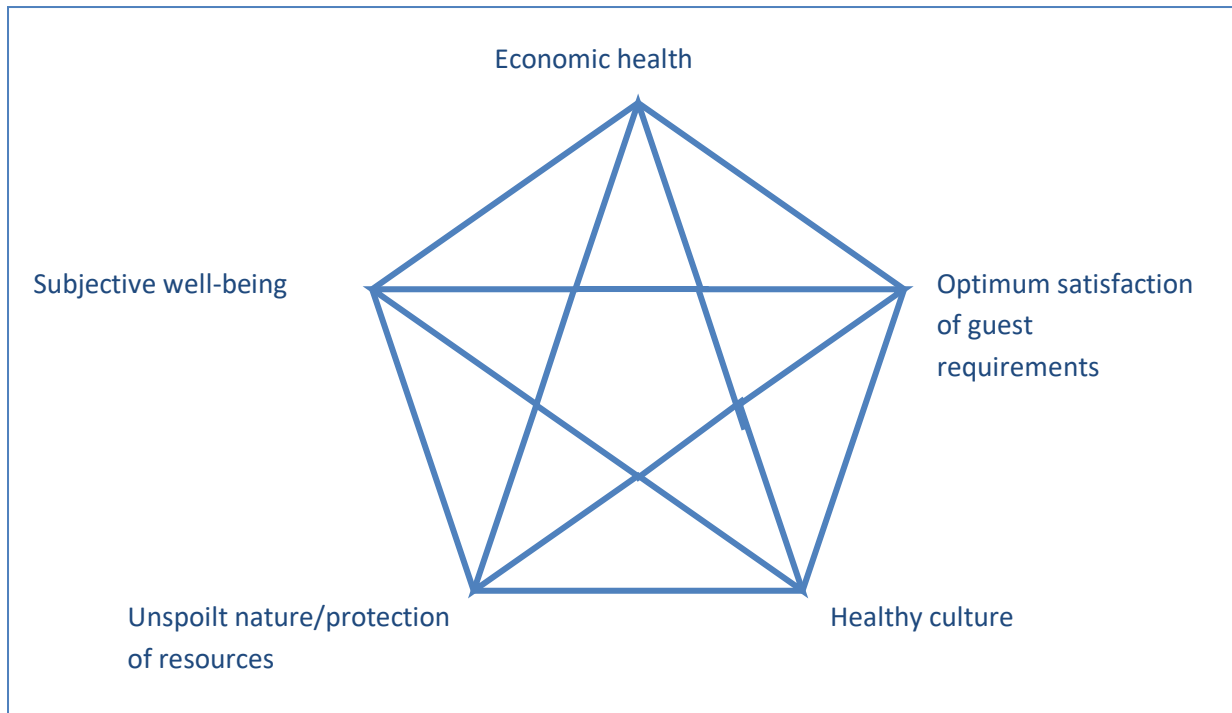 Economic health
Subjective well-being
Optimum satisfaction
of guest
requirements
Unspoilt nature/protection
of resources
Healthy culture